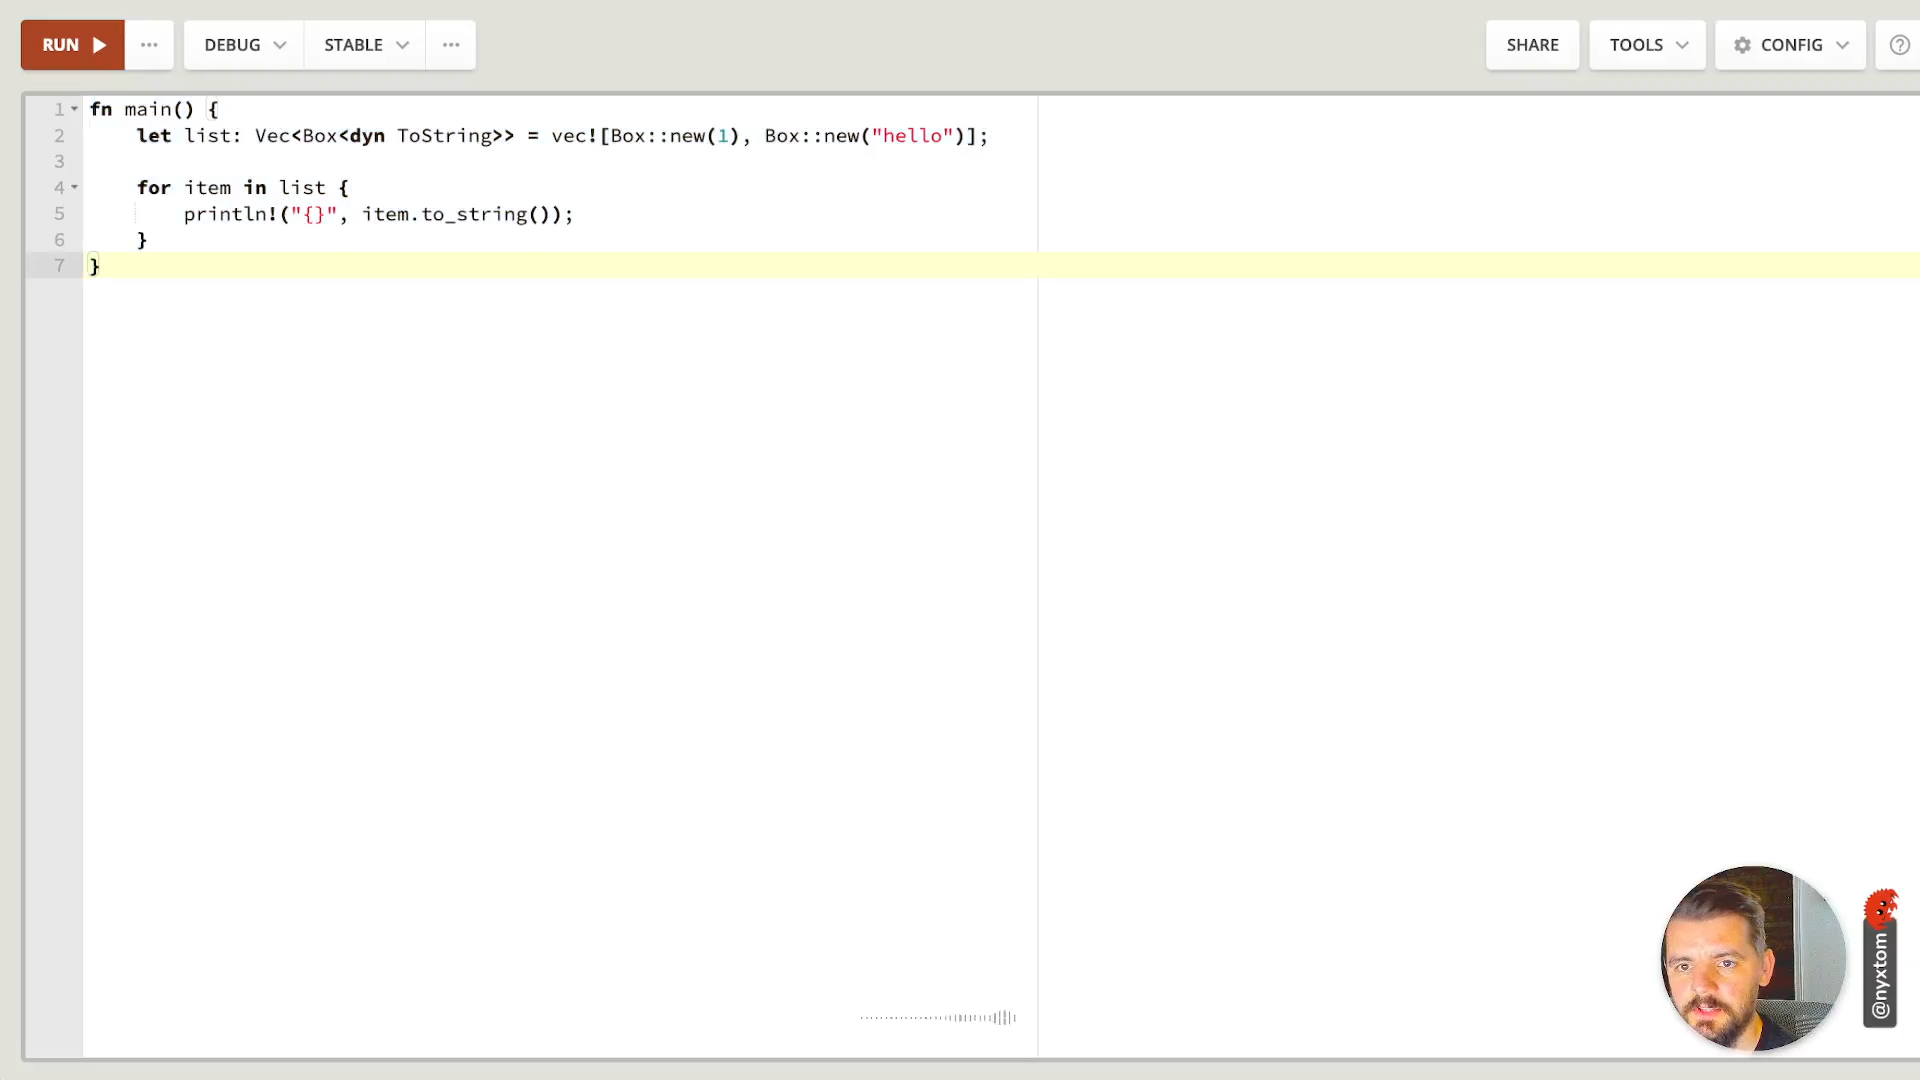 RUN ... DEBUG STABLE ... SHARE TOOLS CONFIG ?
1 fn main() {
2     let list: Vec<Box<dyn ToString>> = vec![Box::new(1), Box::new("hello")];
3
4     for item in list {
5         println!("{}", item.to_string());
6     }
7 }
@nyxtom